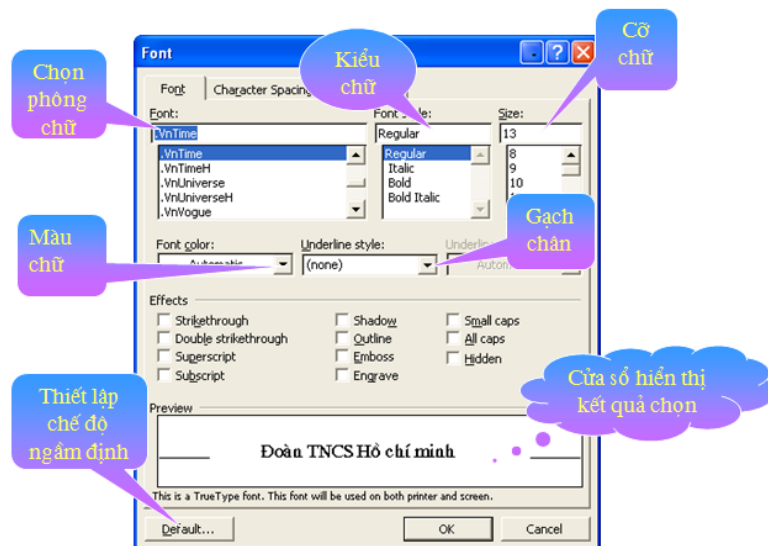 Font
Chọn
phông
chữ
Kiểu
chữ
Cỡ
chữ
Font
Character Spacing
Font:
Size:
.VnTime
Regular
13
.VnTime
.VnTimeH
.VnUniverse
.VnUniverseH
.VnVogue
Regular
Italic
Bold
Bold Italic
8
9
10
Gạch
chân
Màu
chữ
Font color:
Underline style:
Automatic
(none)
Effects
Strikethrough
Double strikethrough
Superscript
Subscript
Shadow
Outline
Emboss
Engrave
Small caps
All caps
Hidden
Cửa sổ hiển thị
kết quả chọn
Thiết lập
chế độ
ngầm định
Preview
Đoàn TNCS Hồ chí minh
This is a TrueType font. This font will be used on both printer and screen.
Default...
OK
Cancel